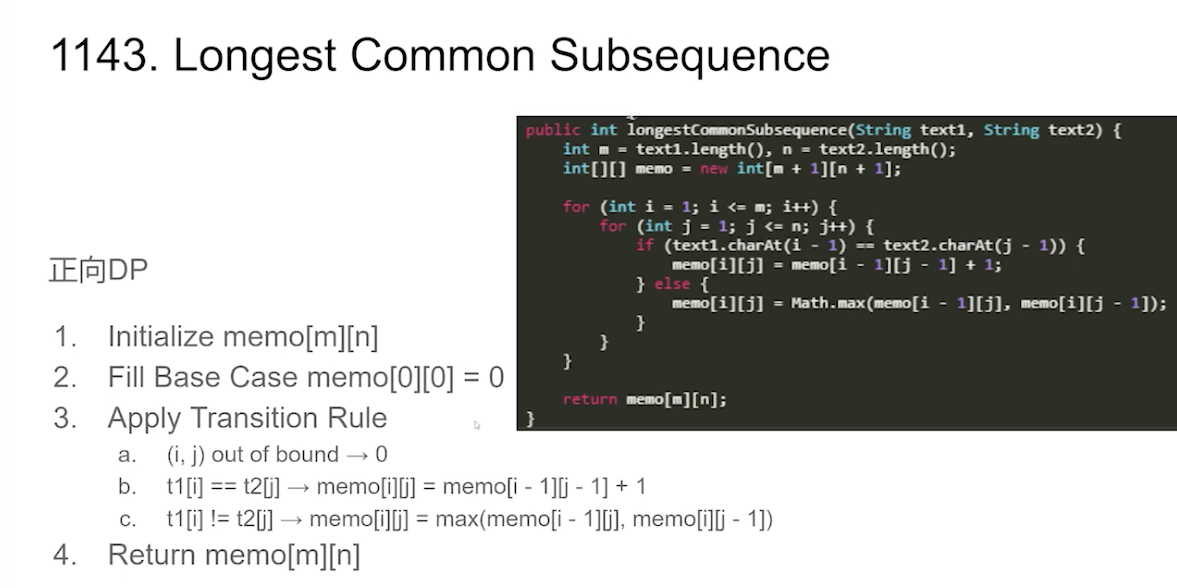 1143. Longest Common Subsequence
public int longestCommonSubsequence(String text1, String text2) {
    int m = text1.length(), n = text2.length();
    int[][] memo = new int[m + 1][n + 1];
    for (int i = 1; i <= m; i++) {
        for (int j = 1; j <= n; j++) {
            if (text1.charAt(i - 1) == text2.charAt(j - 1)) {
                memo[i][j] = memo[i - 1][j - 1] + 1;
            } else {
                memo[i][j] = Math.max(memo[i - 1][j], memo[i][j - 1]);
            }
        }
    }
    return memo[m][n];
}
正向DP
1. Initialize memo[m][n]
2. Fill Base Case memo[0][0] = 0
3. Apply Transition Rule
a. (i, j) out of bound → 0
b. t1[i] == t2[j] → memo[i][j] = memo[i - 1][j - 1] + 1
c. t1[i] != t2[j] → memo[i][j] = max(memo[i - 1][j], memo[i][j - 1])
4. Return memo[m][n]